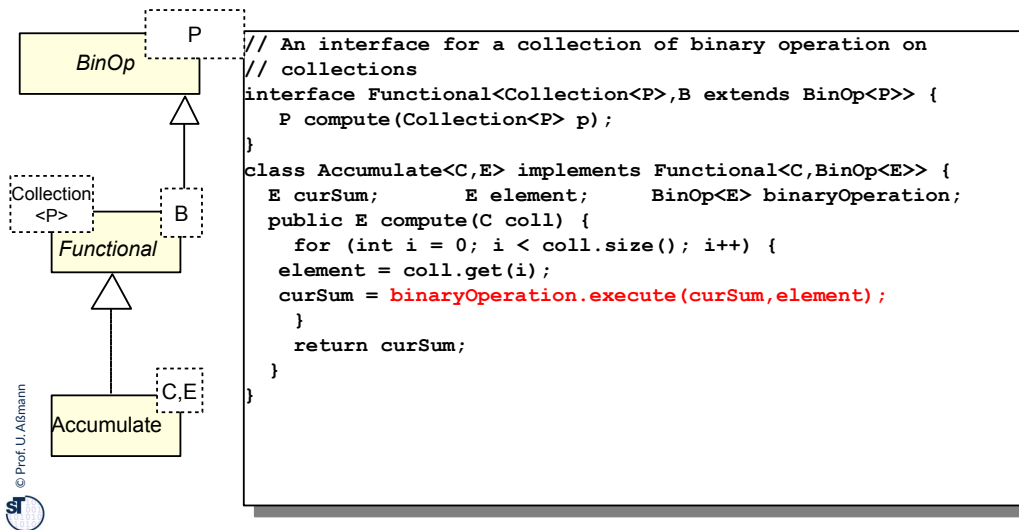 P
BinOp
Collection
<P>
B
Functional
C,E
Accumulate
// An interface for a collection of binary operation on
// collections
interface Functional<Collection<P>,B extends BinOp<P>> {
P compute(Collection<P> p);
}
class Accumulate<C,E> implements Functional<C,BinOp<E>> {
E curSum; E element; BinOp<E> binaryOperation;
public E compute(C coll) {
for (int i = 0; i < coll.size(); i++) {
element = coll.get(i);
curSum = binaryOperation.execute(curSum,element);
}
return curSum;
}
}
© Prof. U. Aßmann
ST